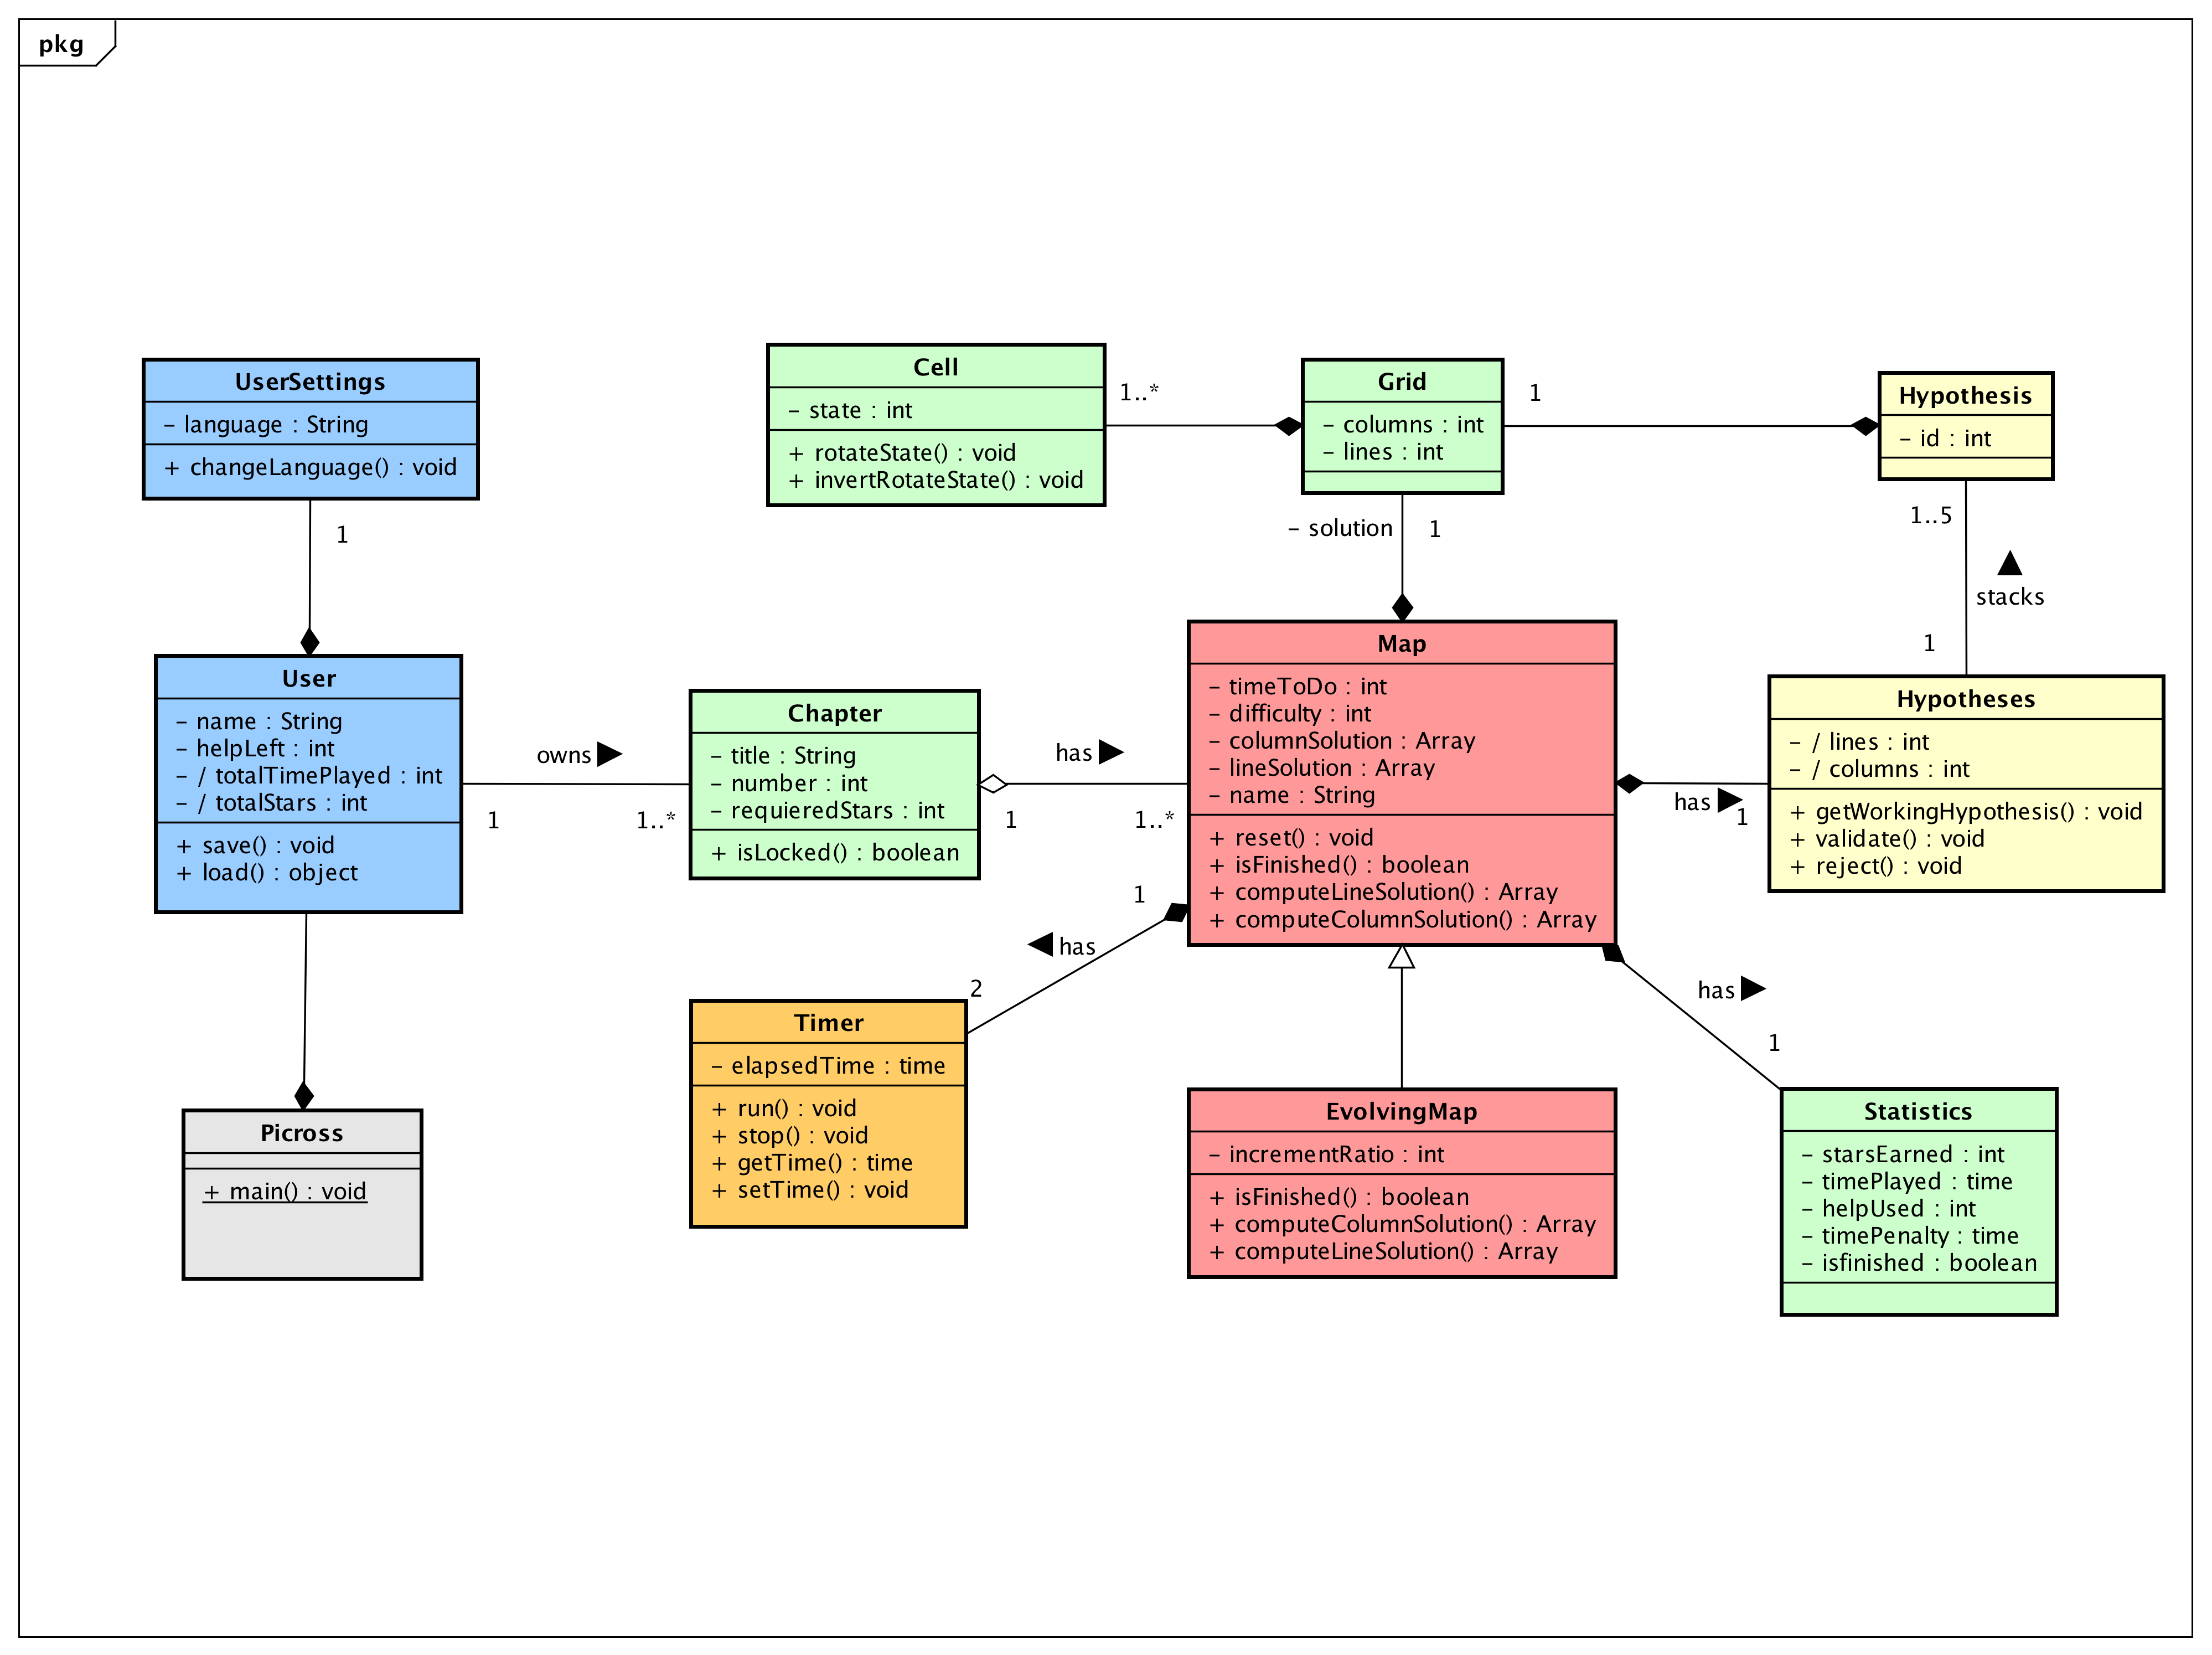 pkg
UserSettings
- language : String
+ changeLanguage() : void
1
Cell
- state : int
+ rotateState() : void
+ invertRotateState() : void
1..*
Grid
- columns : int
- lines : int
1
Hypothesis
- id : int
- solution
1
1..5
stacks
1
User
- name : String
- helpLeft : int
- / totalTimePlayed : int
- / totalStars : int
+ save() : void
+ load() : object
owns
1
1..*
Chapter
- title : String
- number : int
- requieredStars : int
+ isLocked() : boolean
has
1
1..*
Map
- timeToDo : int
- difficulty : int
- columnSolution : Array
- lineSolution : Array
- name : String
+ reset() : void
+ isFinished() : boolean
+ computeLineSolution() : Array
+ computeColumnSolution() : Array
has
1
Hypotheses
- / lines : int
- / columns : int
+ getWorkingHypothesis() : void
+ validate() : void
+ reject() : void
1
has
2
has
1
Picross
+ main() : void
Timer
- elapsedTime : time
+ run() : void
+ stop() : void
+ getTime() : time
+ setTime() : void
EvolvingMap
- incrementRatio : int
+ isFinished() : boolean
+ computeColumnSolution() : Array
+ computeLineSolution() : Array
Statistics
- starsEarned : int
- timePlayed : time
- helpUsed : int
- timePenalty : time
- isfinished : boolean